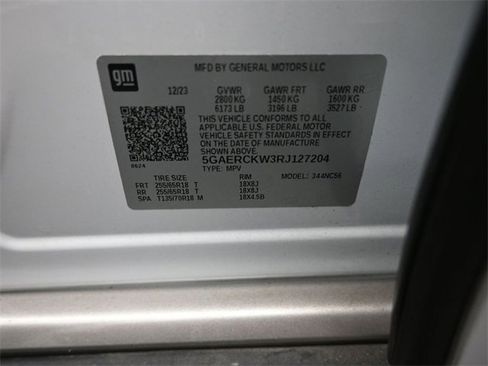 gm
MFD BY GENERAL MOTORS LLC
12/23 GVWR GAWR FRT GAWR RR
2800 KG 1450 KG 1600 KG
6173 LB 3196 LB 3527 LB
THIS VEHICLE CONFORMS TO ALL
APPLICABLE U.S. FEDERAL MOTOR
VEHICLE SAFETY STANDARDS IN EFFECT
ON THE DATE OF MANUFACTURE
SHOWN ABOVE.
5GAERCKW3RJ127204
TYPE: MPV
8624
TIRE SIZE RIM MODEL: 344NC56
FRT 255/65R18 T 18X8J
RR 255/65R18 T 18X8J
SPA T135/70R18 M 18X4.5B